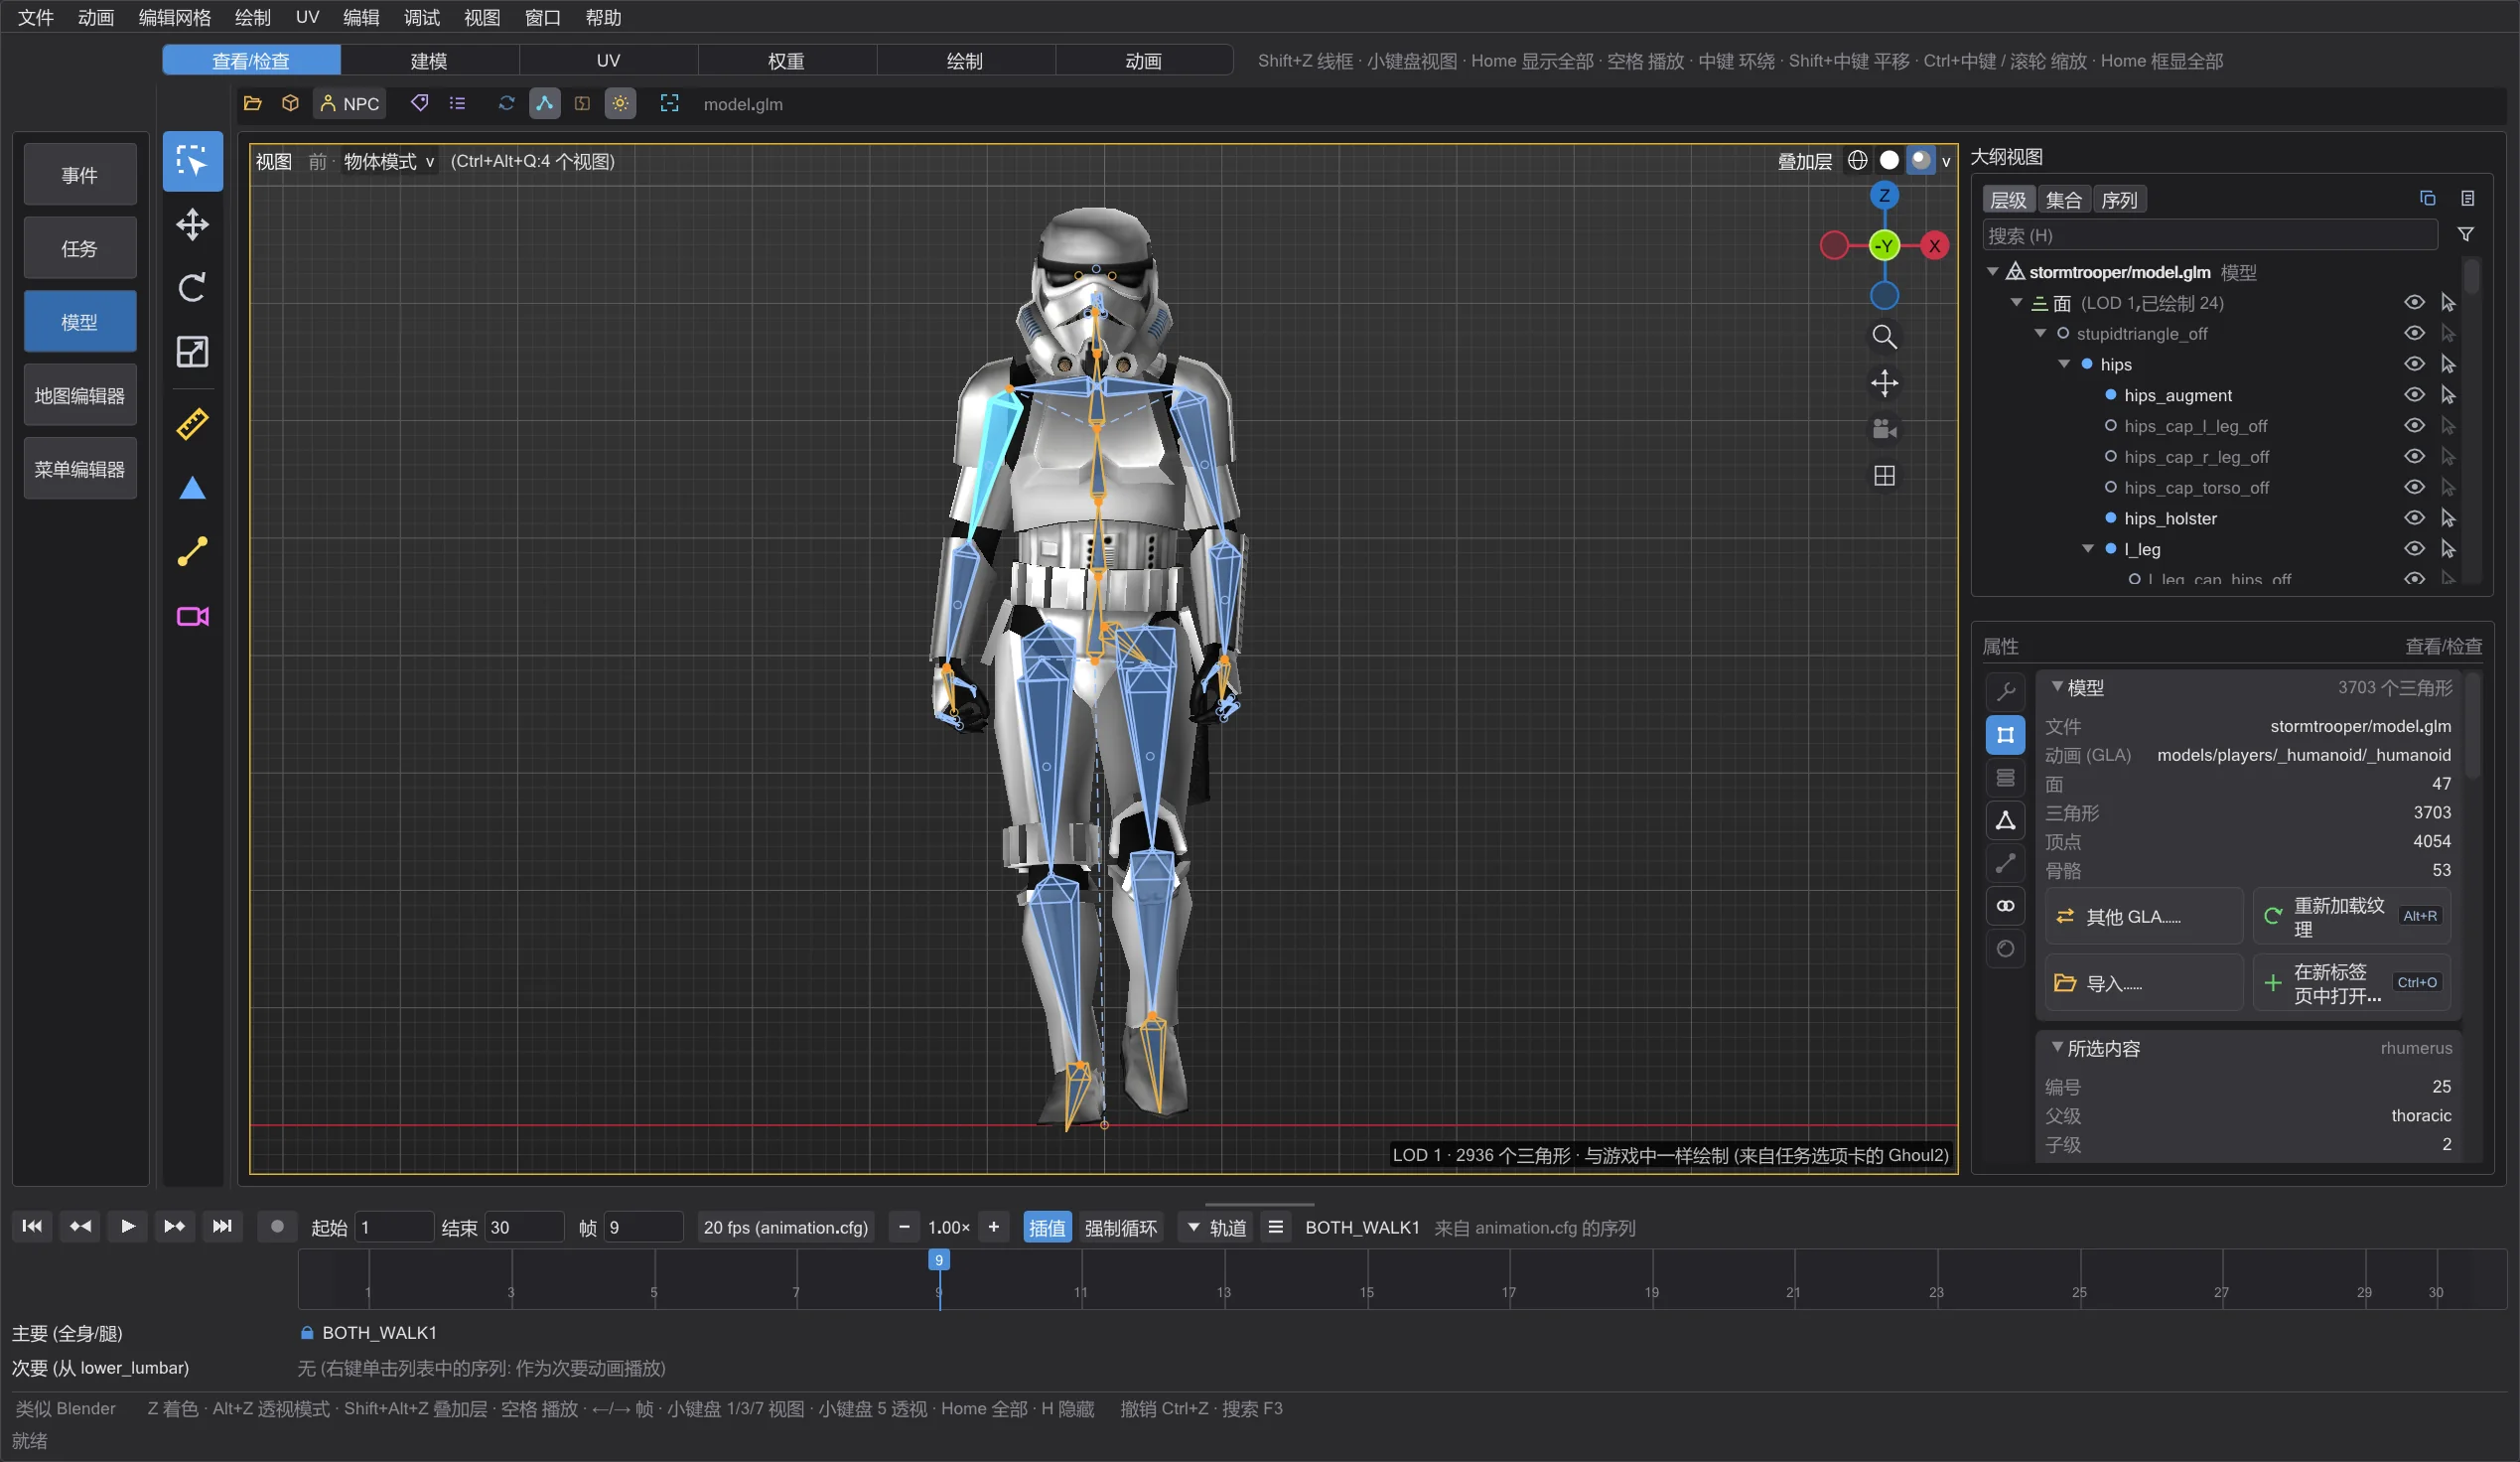 文件 动画 编辑网格 绘制 UV 编辑 调试 视图 窗口 帮助
查看/检查 建模 UV 权重 绘制 动画 Shift+Z 线框 · 小键盘视图 · Home 显示全部 · 空格 播放 · 中键 环绕 · Shift+中键 平移 · Ctrl+中键 / 滚轮 缩放 · Home 框显全部
NPC model.glm
事件
任务
模型
地图编辑器
菜单编辑器
视图 前 · 物体模式 v (Ctrl+Alt+Q:4 个视图)
叠加层 v
Z
-Y
X
LOD 1 · 2936 个三角形 · 与游戏中一样绘制 (来自任务选项卡的 Ghoul2)
大纲视图
层级 集合 序列
搜索 (H)
stormtrooper/model.glm 模型
面 (LOD 1,已绘制 24)
stupidtriangle_off
hips
hips_augment
hips_cap_l_leg_off
hips_cap_r_leg_off
hips_cap_torso_off
hips_holster
l_leg
l_leg_cap_hips_off
属性 查看/检查
模型 3703 个三角形
文件 stormtrooper/model.glm
动画 (GLA) models/players/_humanoid/_humanoid
面 47
三角形 3703
顶点 4054
骨骼 53
其他 GLA...... 重新加载纹理 Alt+R
导入...... 在新标签页中打开... Ctrl+O
所选内容 rhumerus
编号 25
父级 thoracic
子级 2
起始 1 结束 30 帧 9 20 fps (animation.cfg) − 1.00× + 插值 强制循环 轨道 BOTH_WALK1 来自 animation.cfg 的序列
9
1 3 5 7 9 11 13 15 17 19 21 23 25 27 29 30
主要 (全身/腿) BOTH_WALK1
次要 (从 lower_lumbar) 无 (右键单击列表中的序列: 作为次要动画播放)
类似 Blender Z 着色 · Alt+Z 透视模式 · Shift+Alt+Z 叠加层 · 空格 播放 · ←/→ 帧 · 小键盘 1/3/7 视图 · 小键盘 5 透视 · Home 全部 · H 隐藏 撤销 Ctrl+Z · 搜索 F3
就绪